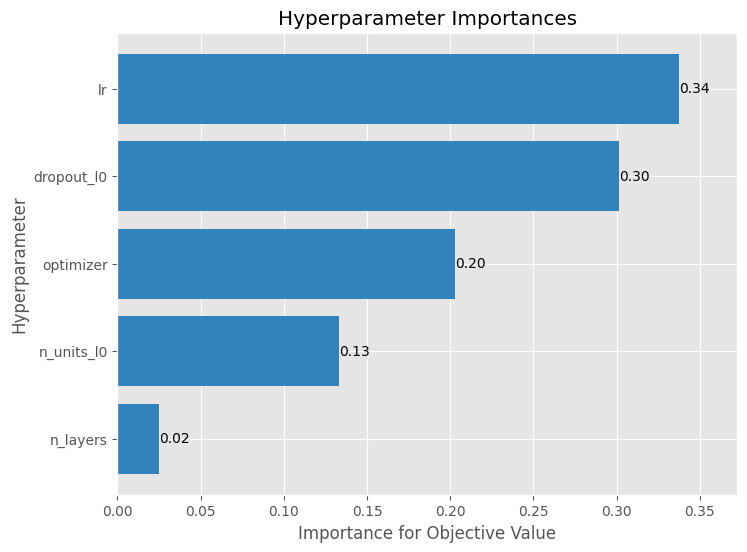 Hyperparameter Importances
Hyperparameter
lr
0.34
dropout_l0
0.30
optimizer
0.20
n_units_l0
0.13
n_layers
0.02
0.00 0.05 0.10 0.15 0.20 0.25 0.30 0.35
Importance for Objective Value